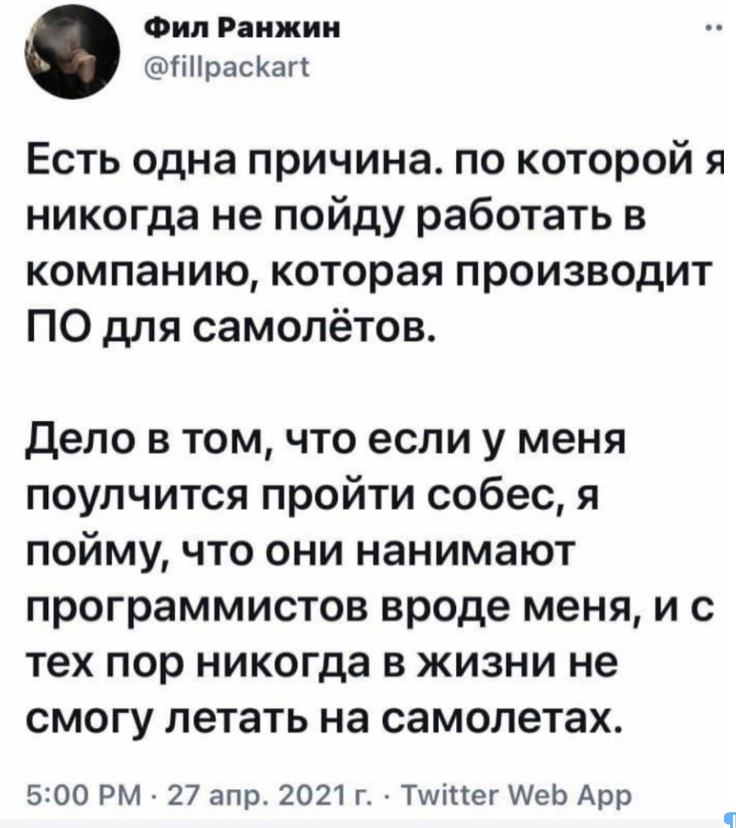 Фил Ранжин
@fillpackart
Есть одна причина. по которой я
никогда не пойду работать в
компанию, которая производит
ПО для самолётов.
Дело в том, что если у меня
поулчится пройти собес, я
пойму, что они нанимают
программистов вроде меня, и с
тех пор никогда в жизни не
смогу летать на самолетах.
5:00 PM · 27 апр. 2021 г. · Twitter Web App